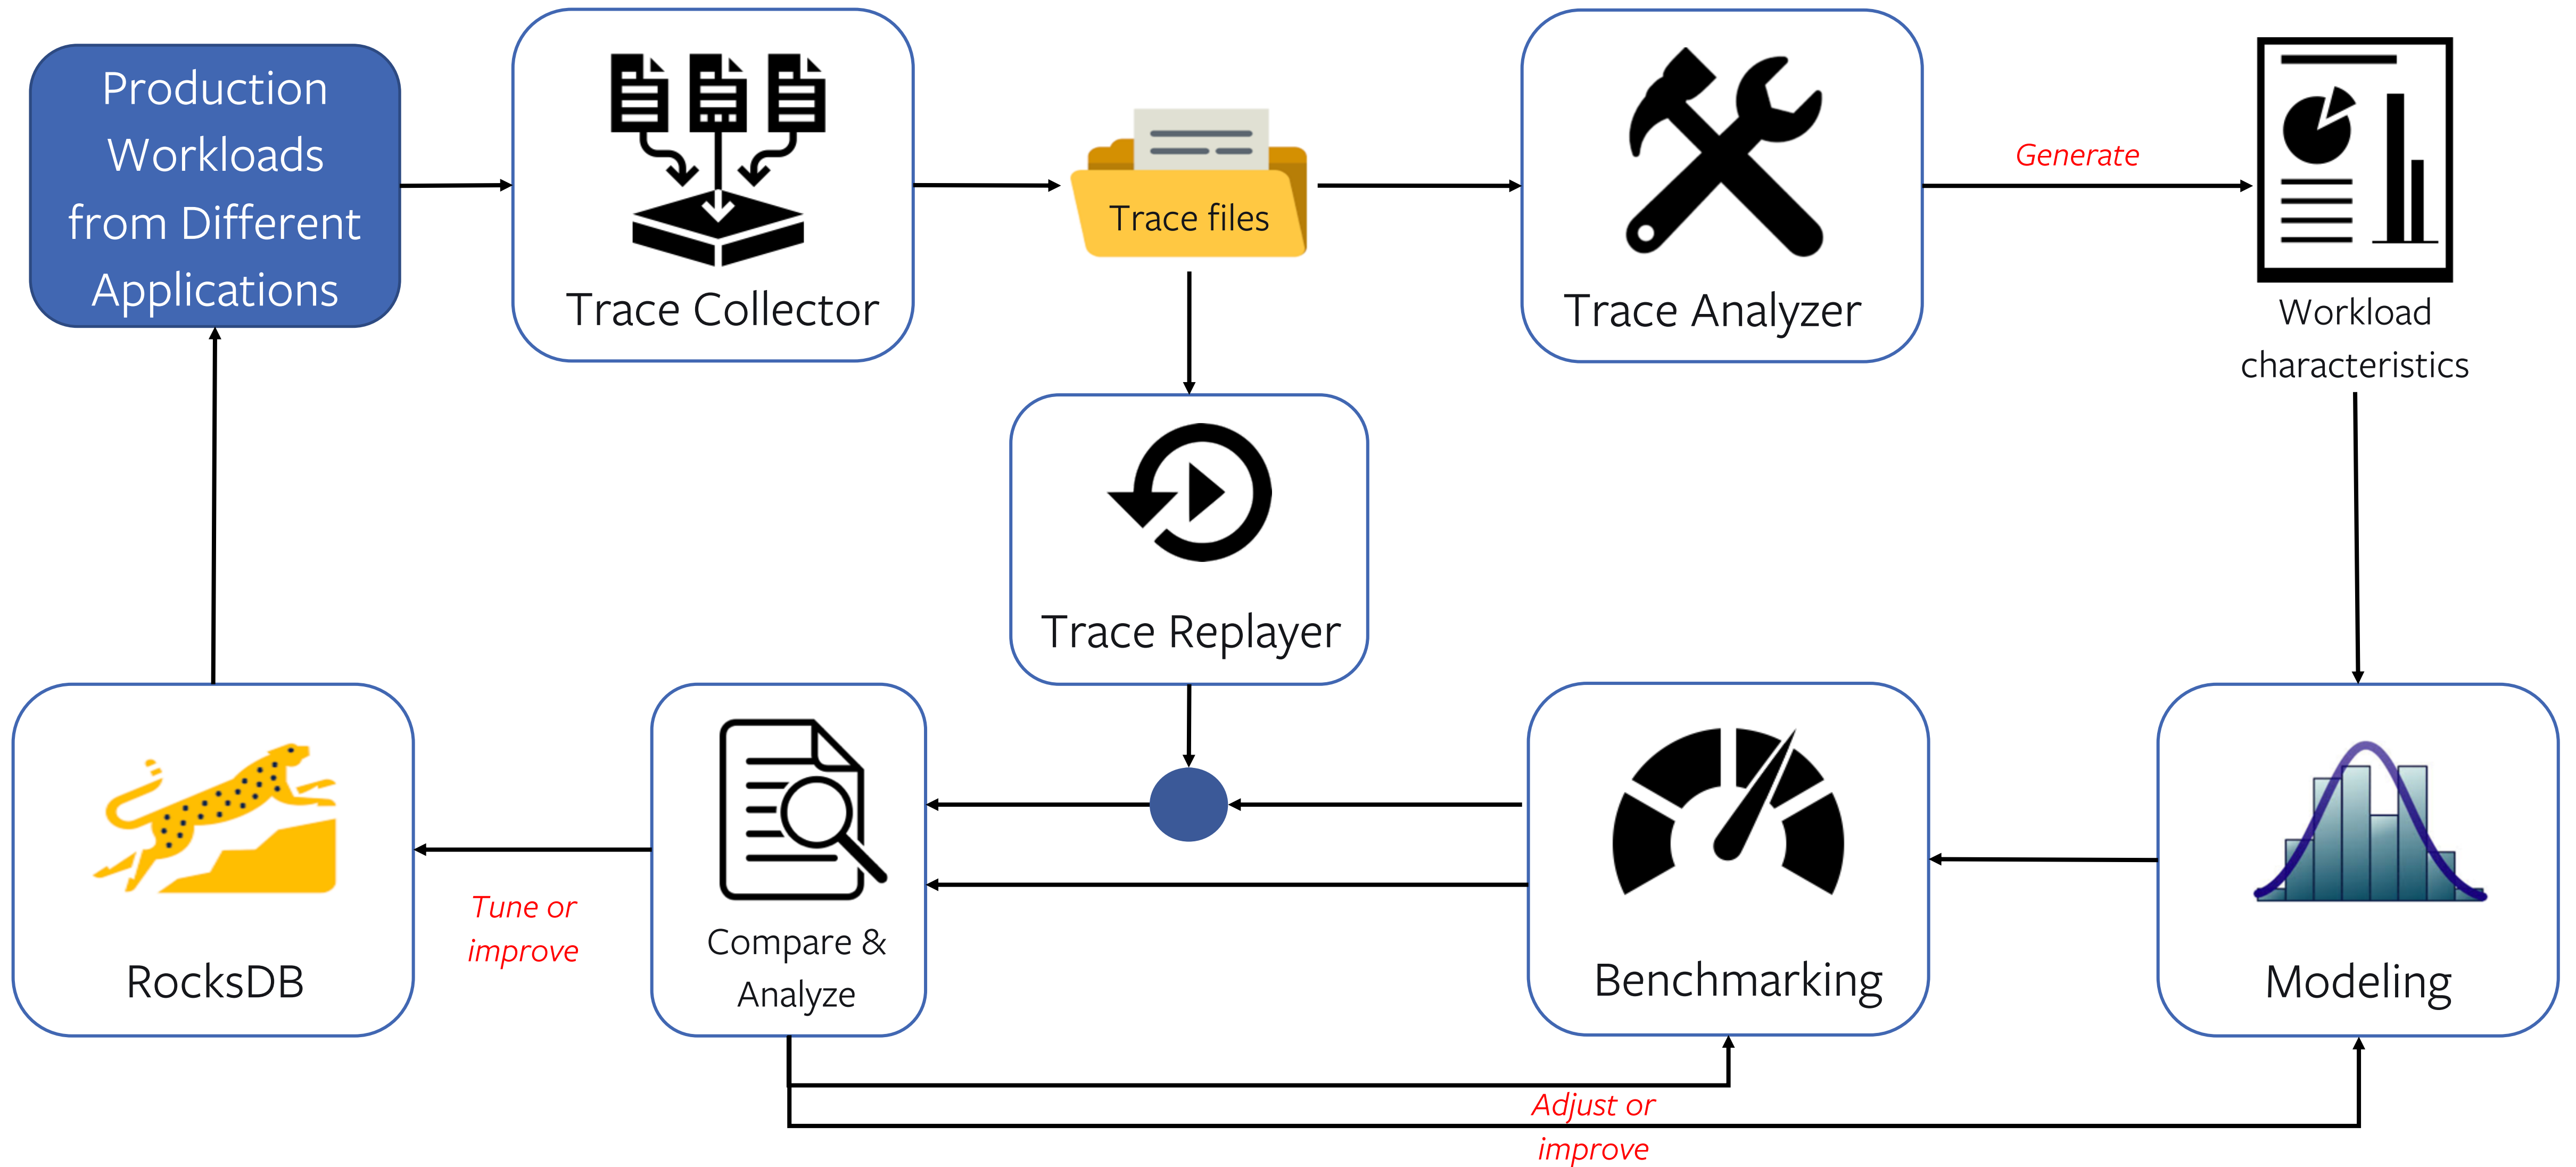 Production
Workloads
from Different
Applications
Trace Collector
Trace files
Trace Analyzer
Generate
Workload
characteristics
Trace Replayer
RocksDB
Tune or
improve
Compare &
Analyze
Benchmarking
Modeling
Adjust or
improve